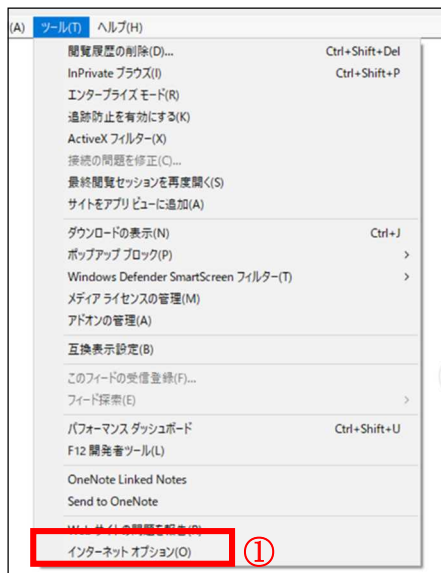 (A) ツール(T) ヘルプ(H)
閲覧履歴の削除(D)... Ctrl+Shift+Del
InPrivate ブラウズ(I) Ctrl+Shift+P
エンタープライズ モード(R)
追跡防止を有効にする(K)
ActiveX フィルター(X)
接続の問題を修正(C)...
最終閲覧セッションを再度開く(S)
サイトをアプリ ビューに追加(A)
ダウンロードの表示(N) Ctrl+J
ポップアップ ブロック(P) >
Windows Defender SmartScreen フィルター(T) >
メディア ライセンスの管理(M)
アドオンの管理(A)
互換表示設定(B)
このフィードの受信登録(F)...
フィード探索(E) >
パフォーマンス ダッシュボード Ctrl+Shift+U
F12 開発者ツール(L)
OneNote Linked Notes
Send to OneNote
Web サイトの問題を報告(R)
インターネット オプション(O) ①